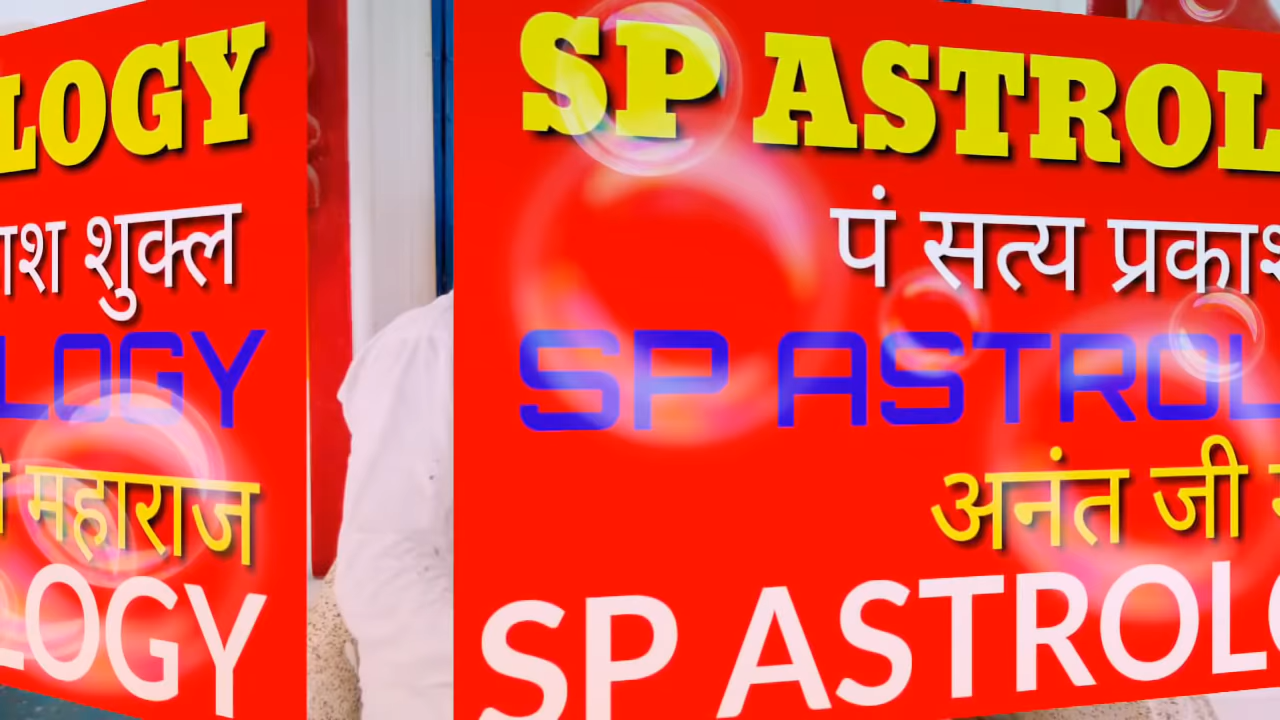 LOGY
ाश शुक्ल
LOGY
महाराज
LOGY
SP ASTROL
पं सत्य प्रकाश
SP ASTROL
अनंत जी
SP ASTROLO